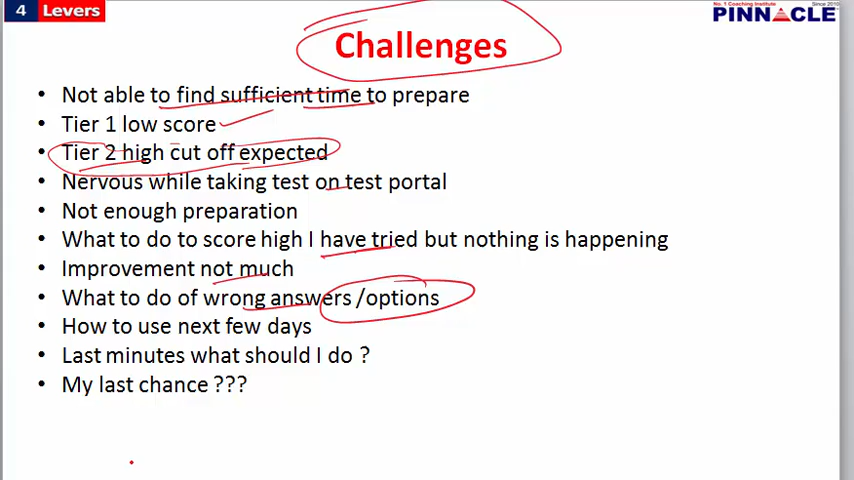 4 Levers
No. 1 Coaching Institute
Since 2010
PINNACLE
Challenges
• Not able to find sufficient time to prepare
• Tier 1 low score
• Tier 2 high cut off expected
• Nervous while taking test on test portal
• Not enough preparation
• What to do to score high I have tried but nothing is happening
• Improvement not much
• What to do of wrong answers /options
• How to use next few days
• Last minutes what should I do ?
• My last chance ???